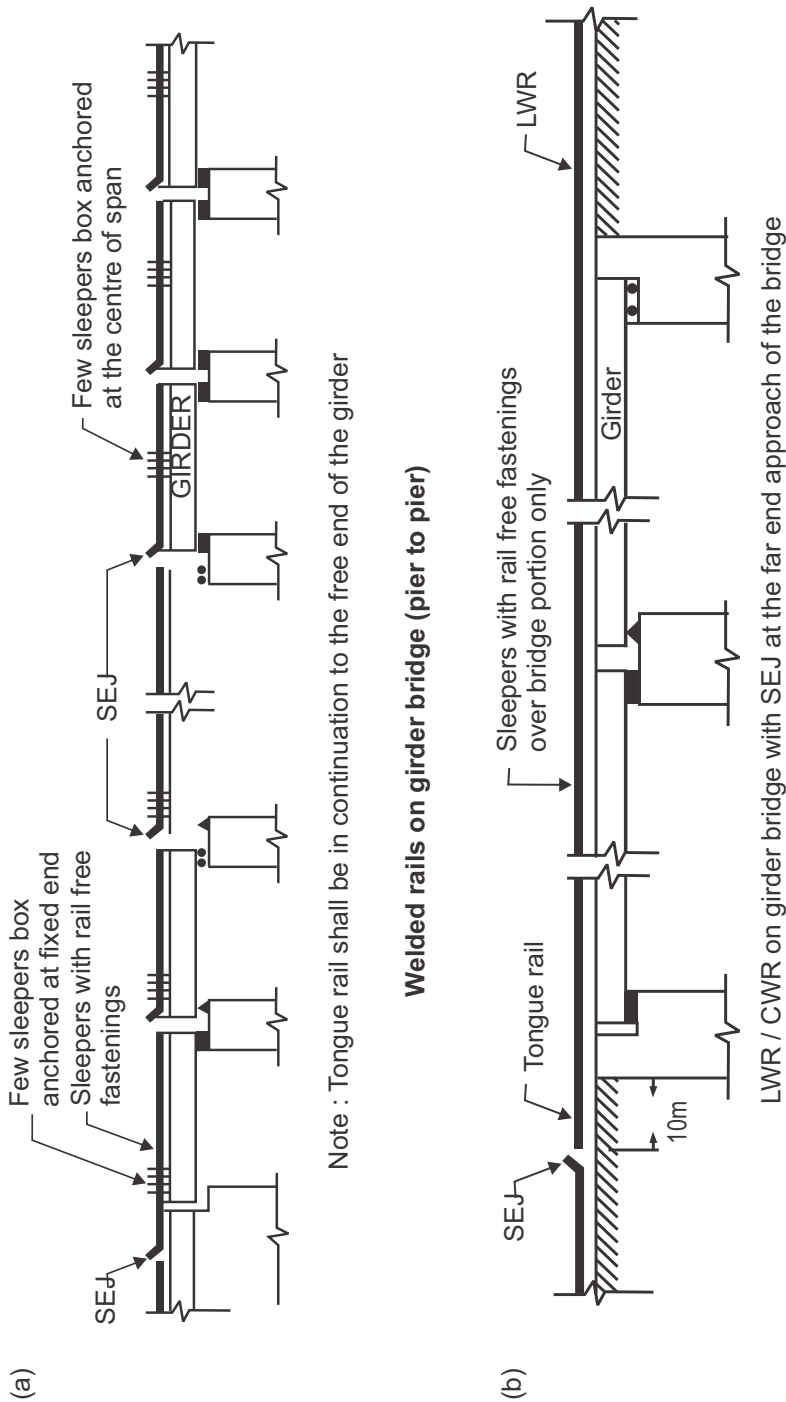 (a)
SEJ
Few sleepers box
anchored at fixed end
Sleepers with rail free
fastenings
SEJ
Few sleepers box anchored
at the centre of span
GIRDER
Note : Tongue rail shall be in continuation to the free end of the girder
Welded rails on girder bridge (pier to pier)
(b)
SEJ
Tongue rail
Sleepers with rail free fastenings
over bridge portion only
LWR
Girder
10m
LWR / CWR on girder bridge with SEJ at the far end approach of the bridge